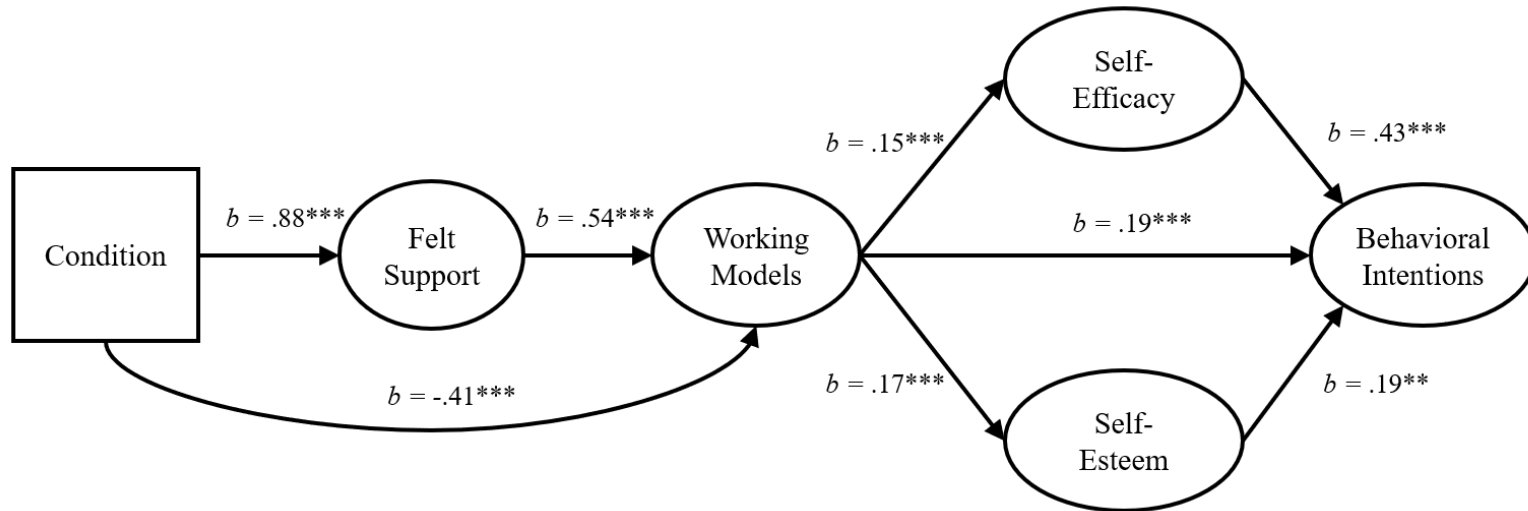 Self-
Efficacy
b = .15***
b = .43***
Condition
b = .88***
Felt
Support
b = .54***
Working
Models
b = .19***
Behavioral
Intentions
b = -.41***
b = .17***
b = .19**
Self-
Esteem